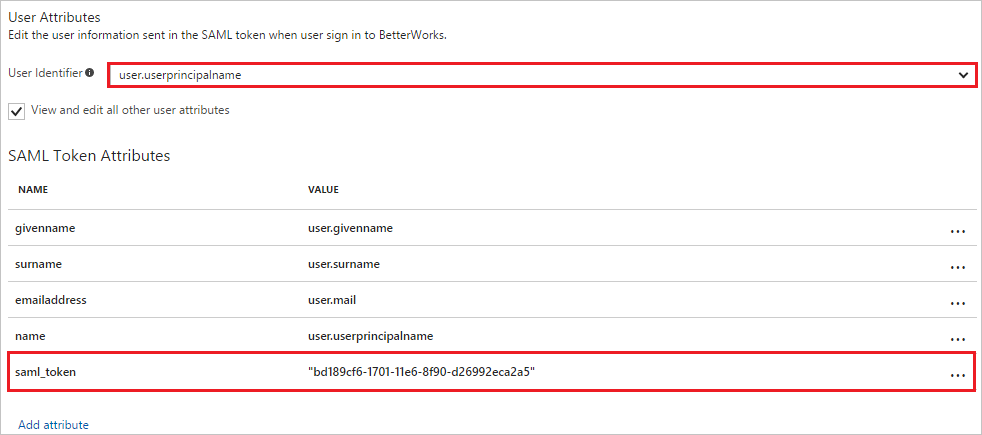 User Attributes
Edit the user information sent in the SAML token when user sign in to BetterWorks.
User Identifier
user.userprincipalname
View and edit all other user attributes
SAML Token Attributes
NAME VALUE
givenname user.givenname ...
surname user.surname ...
emailaddress user.mail ...
name user.userprincipalname ...
saml_token "bd189cf6-1701-11e6-8f90-d26992eca2a5" ...
Add attribute